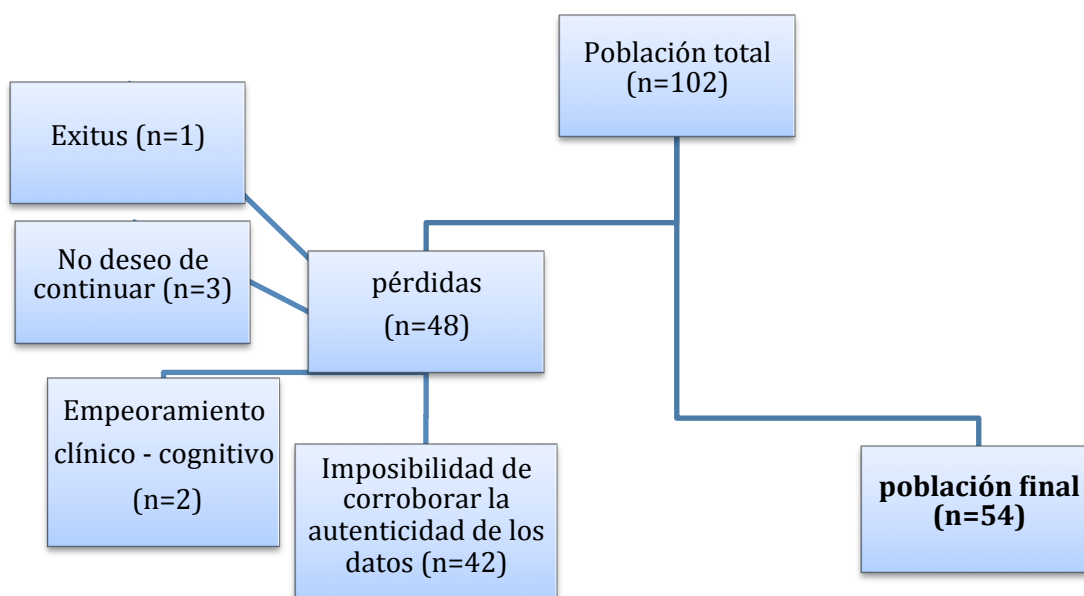 Población total
(n=102)
Exitus (n=1)
No deseo de
continuar (n=3)
pérdidas
(n=48)
Empeoramiento
clínico - cognitivo
(n=2)
Imposibilidad de
corroborar la
autenticidad de los
datos (n=42)
población final
(n=54)